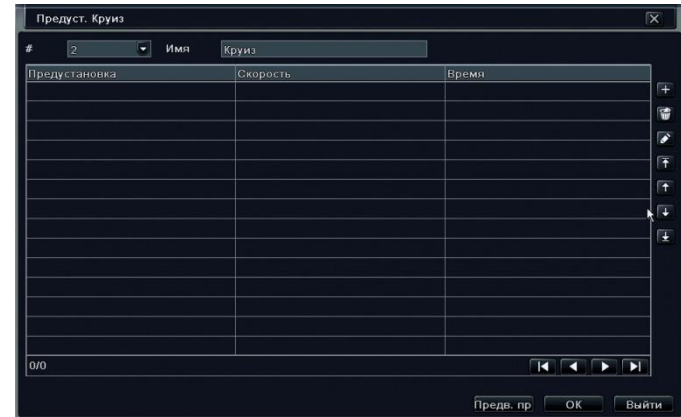 Предуст. Круиз
# 2 Имя Круиз
Предустановка Скорость Время
0/0
Предв. пр OK Выйти